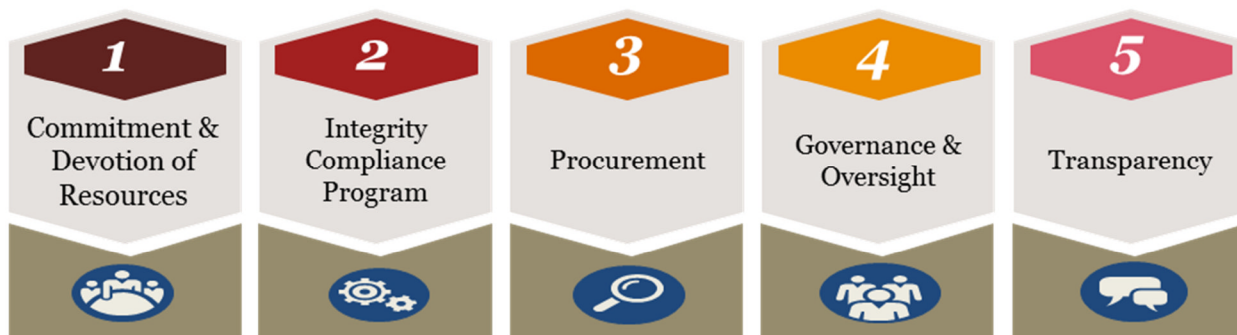 1
Commitment &
Devotion of
Resources
2
Integrity
Compliance
Program
3
Procurement
4
Governance &
Oversight
5
Transparency